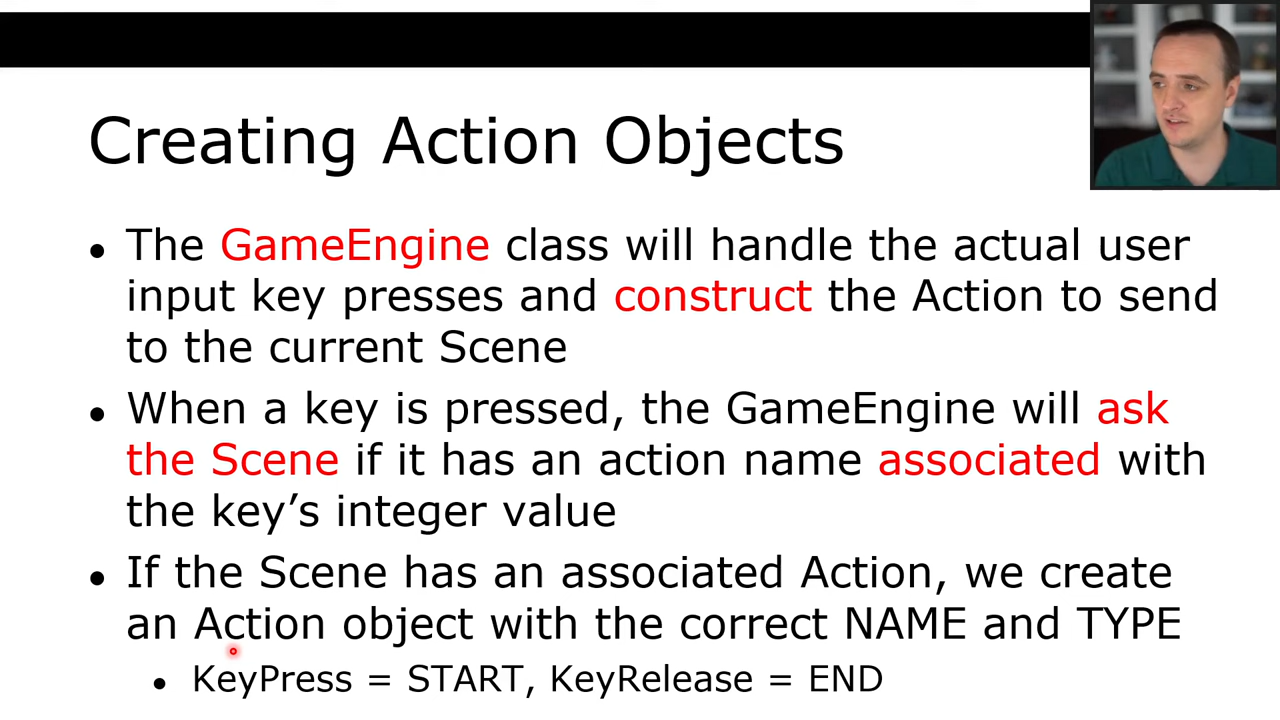 Creating Action Objects
• The GameEngine class will handle the actual user
input key presses and construct the Action to send
to the current Scene
• When a key is pressed, the GameEngine will ask
the Scene if it has an action name associated with
the key’s integer value
• If the Scene has an associated Action, we create
an Action object with the correct NAME and TYPE
• KeyPress = START, KeyRelease = END